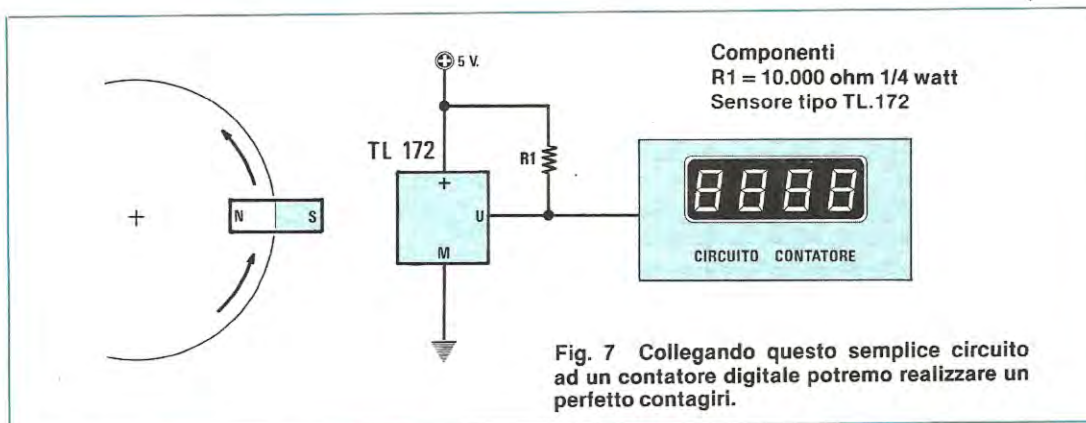 5 V.
Componenti
R1 = 10.000 ohm 1/4 watt
Sensore tipo TL.172
TL 172
R1
+
N S
+
U
M
8888
CIRCUITO CONTATORE
Fig. 7 Collegando questo semplice circuito
ad un contatore digitale potremo realizzare un
perfetto contagiri.